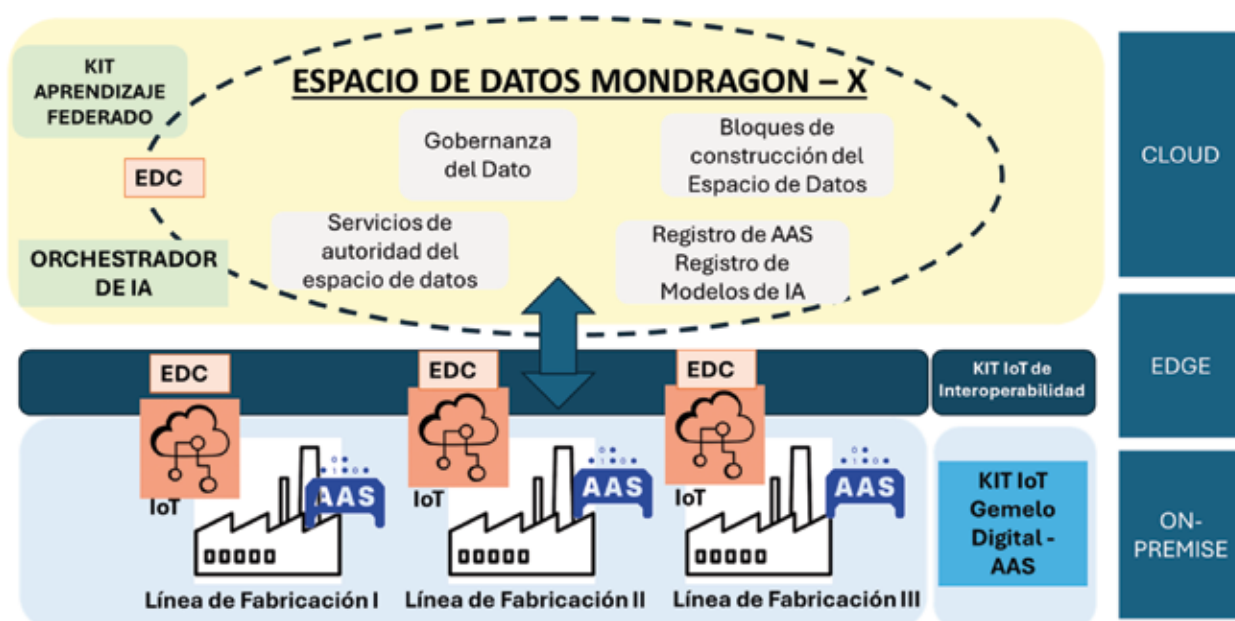 KIT
APRENDIZAJE
FEDERADO
ESPACIO DE DATOS MONDRAGON – X
Gobernanza
del Dato
Bloques de
construcción del
Espacio de Datos
EDC
Servicios de
autoridad del
espacio de datos
Registro de AAS
Registro de
Modelos de IA
ORCHESTRADOR
DE IA
CLOUD
EDC
EDC
EDC
KIT IoT de
Interoperabilidad
EDGE
IoT
AAS
IoT
AAS
IoT
AAS
KIT IoT
Gemelo
Digital -
AAS
ON-
PREMISE
Línea de Fabricación I
Línea de Fabricación II
Línea de Fabricación III